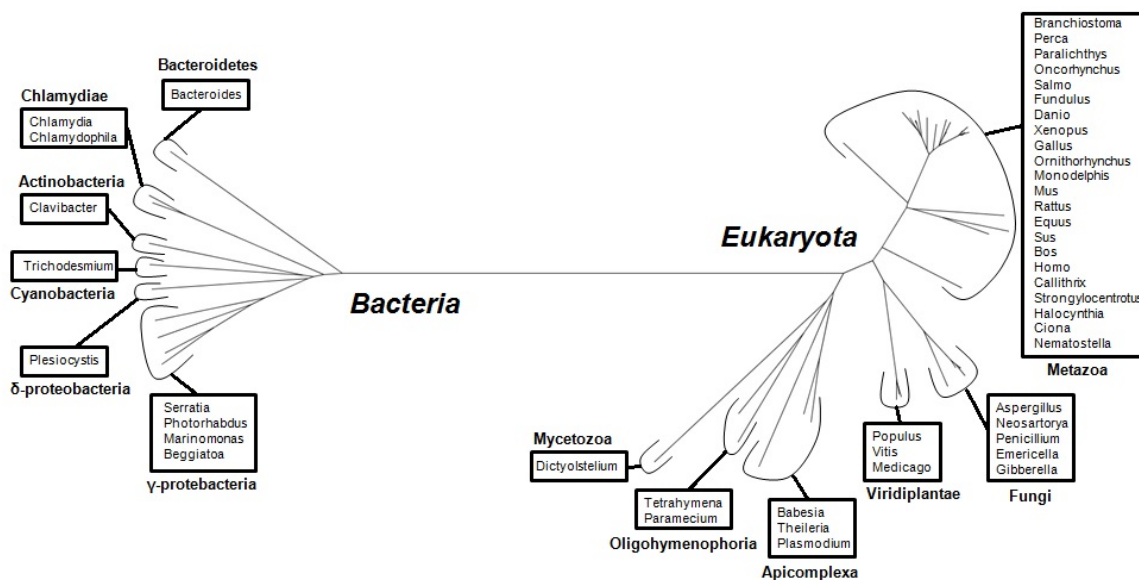 Bacteroidetes
Bacteroides
Chlamydiae
Chlamydia
Chlamydophila
Actinobacteria
Clavibacter
Trichodesmium
Cyanobacteria
Plesiocystis
δ-proteobacteria
Serratia
Photorhabdus
Marinomonas
Beggiatoa
γ-protebacteria
Bacteria
Eukaryota
Mycetozoa
Dictyolstelium
Tetrahymena
Paramecium
Oligohymenophoria
Babesia
Theileria
Plasmodium
Apicomplexa
Populus
Vitis
Medicago
Viridiplantae
Aspergillus
Neosartorya
Penicillium
Emericella
Gibberella
Fungi
Branchiostoma
Perca
Paralichthys
Oncorhynchus
Salmo
Fundulus
Danio
Xenopus
Gallus
Ornithorhynchus
Monodelphis
Mus
Rattus
Equus
Sus
Bos
Homo
Callithrix
Strongylocentrotus
Halocynthia
Ciona
Nematostella
Metazoa